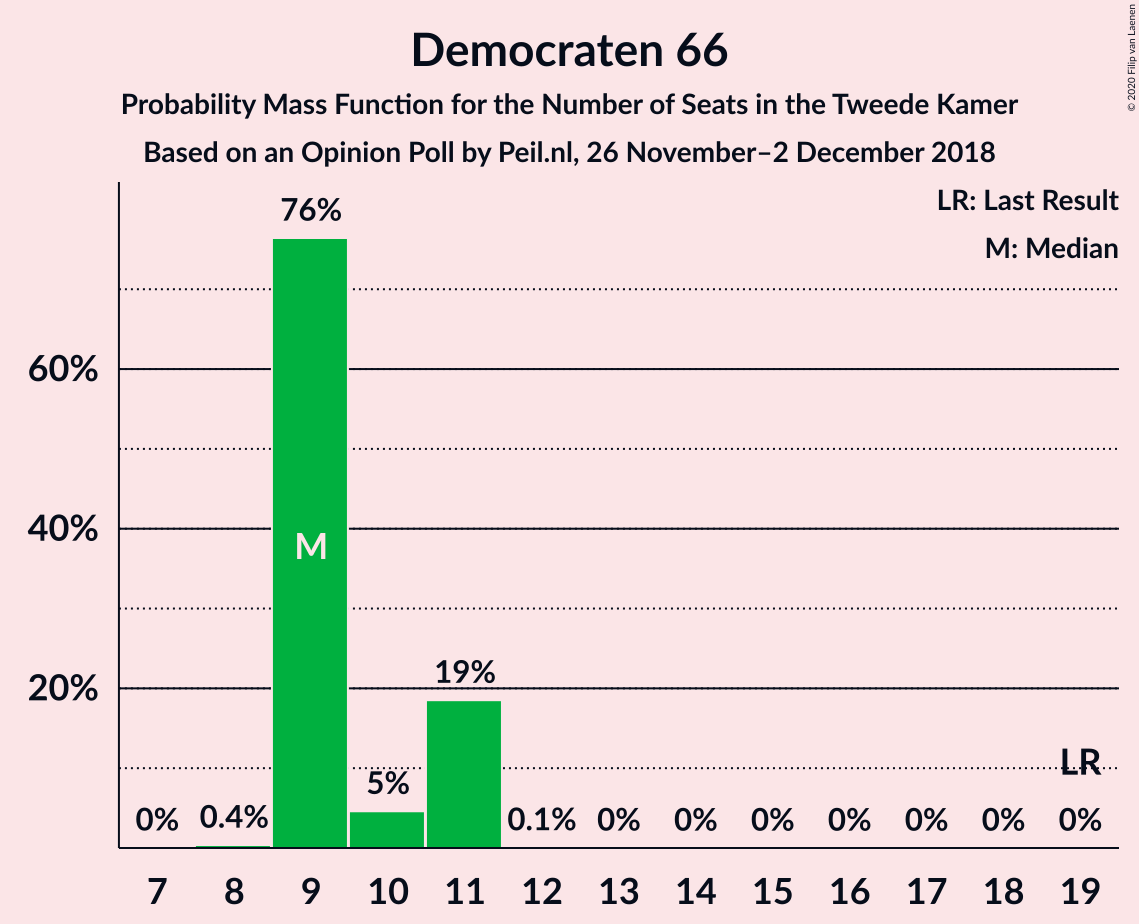 Democraten 66
Probability Mass Function for the Number of Seats in the Tweede Kamer
Based on an Opinion Poll by Peil.nl, 26 November–2 December 2018
© 2020 Filip van Laenen
LR: Last Result
M: Median
76%
60%
40%
M
20%
19%
LR
5%
0% 0.4% 0.1% 0% 0% 0% 0% 0% 0% 0%
7 8 9 10 11 12 13 14 15 16 17 18 19